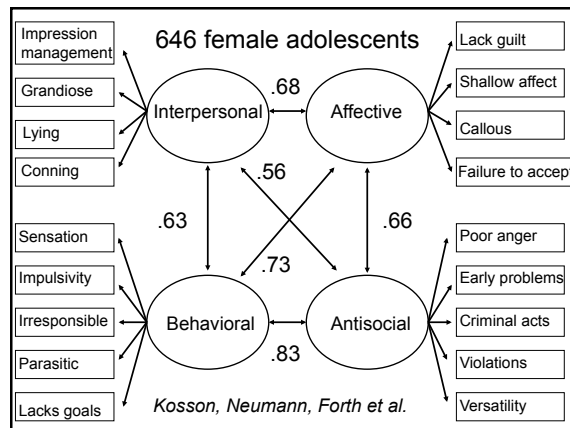 646 female adolescents
Impression
management
Grandiose
Lying
Conning
Interpersonal
.68
Affective
Lack guilt
Shallow affect
Callous
Failure to accept
.56
.63
.66
.73
Sensation
Impulsivity
Irresponsible
Parasitic
Lacks goals
Behavioral
.83
Antisocial
Poor anger
Early problems
Criminal acts
Violations
Versatility
Kosson, Neumann, Forth et al.